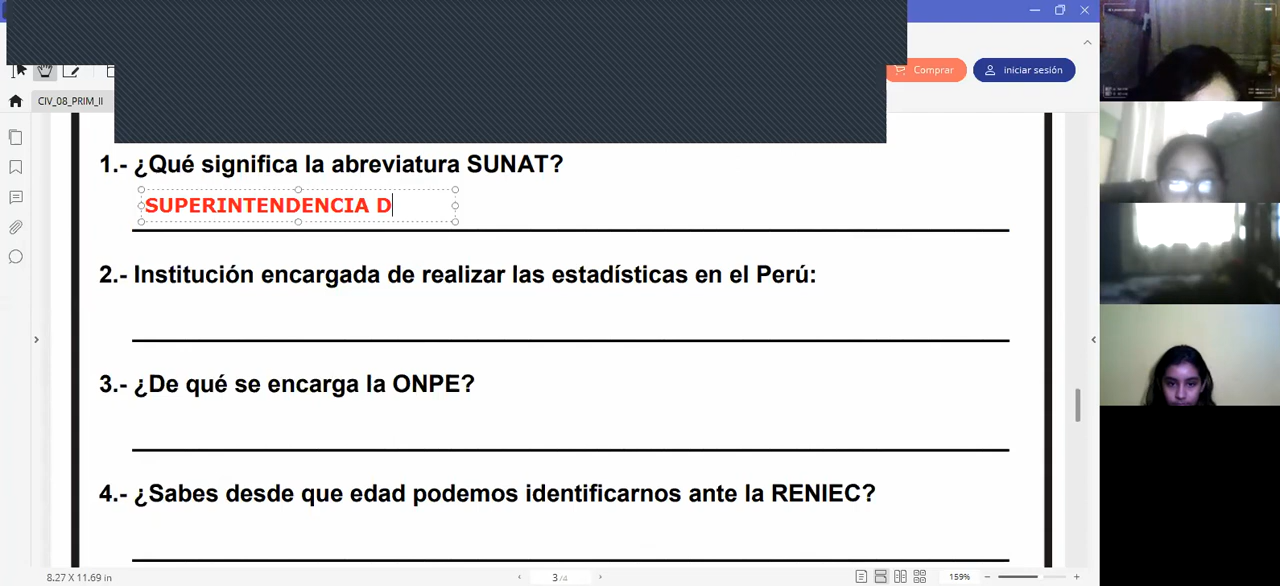 Comprar
iniciar sesión
CIV_08_PRIM_II
1.- ¿Qué significa la abreviatura SUNAT?
SUPERINTENDENCIA D
2.- Institución encargada de realizar las estadísticas en el Perú:
3.- ¿De qué se encarga la ONPE?
4.- ¿Sabes desde que edad podemos identificarnos ante la RENIEC?
8.27 X 11.69 in
3 /4
159%